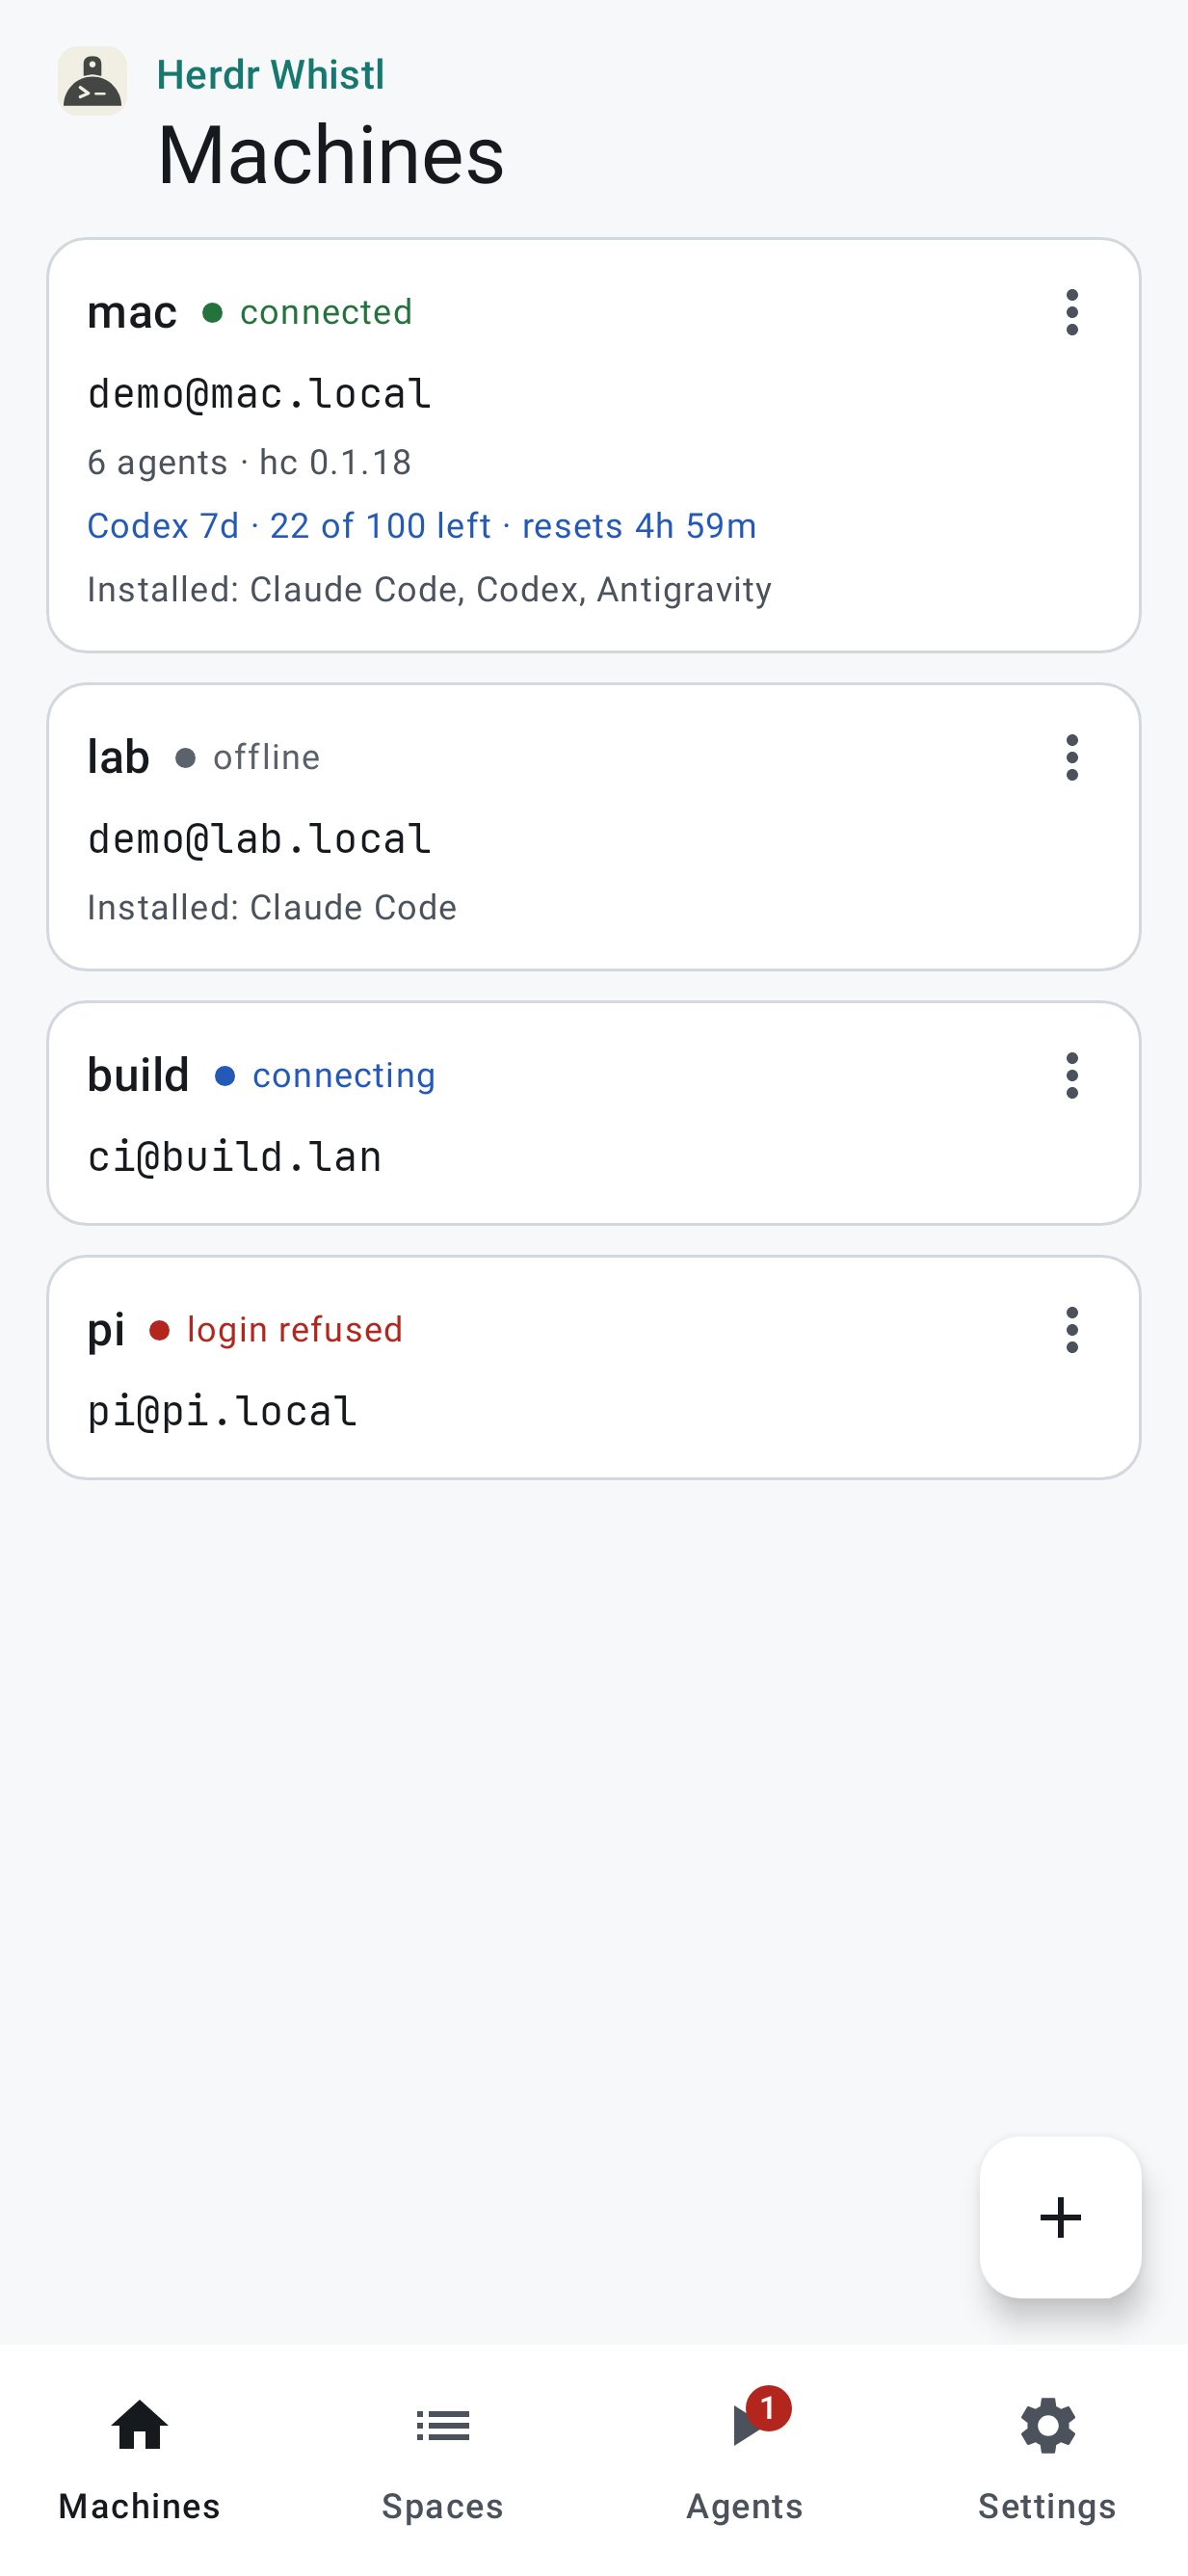 Herdr Whistl
Machines
mac ● connected
demo@mac.local
6 agents · hc 0.1.18
Codex 7d · 22 of 100 left · resets 4h 59m
Installed: Claude Code, Codex, Antigravity
lab ● offline
demo@lab.local
Installed: Claude Code
build ● connecting
ci@build.lan
pi ● login refused
pi@pi.local
1
Machines Spaces Agents Settings